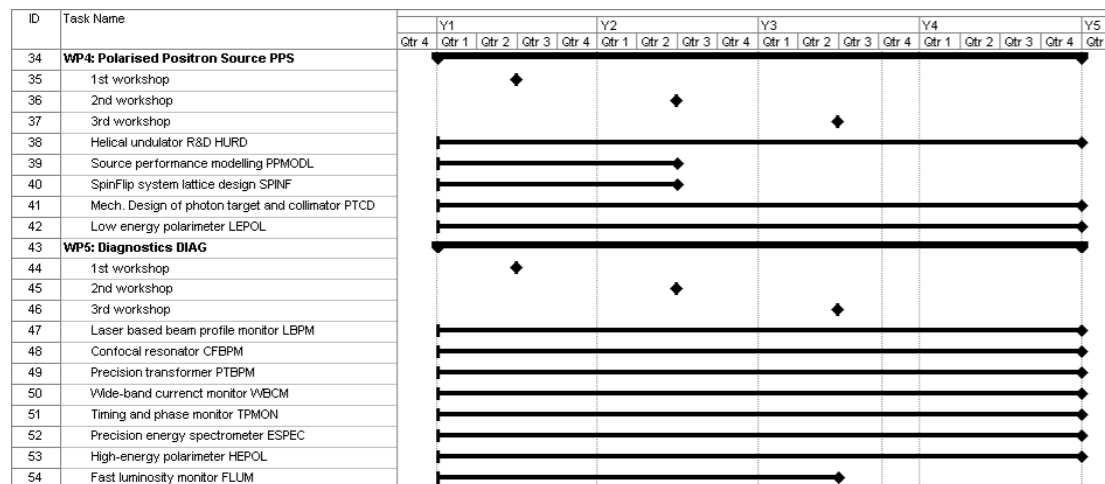 ID Task Name Y1 Y2 Y3 Y4 Y5
Qtr 4 Qtr 1 Qtr 2 Qtr 3 Qtr 4 Qtr 1 Qtr 2 Qtr 3 Qtr 4 Qtr 1 Qtr 2 Qtr 3 Qtr 4 Qtr 1 Qtr 2 Qtr 3 Qtr 4 Qtr
34 WP4: Polarised Positron Source PPS
35 1st workshop
36 2nd workshop
37 3rd workshop
38 Helical undulator R&D HURD
39 Source performance modelling PPMODL
40 SpinFlip system lattice design SPINF
41 Mech. Design of photon target and collimator PTCD
42 Low energy polarimeter LEPOL
43 WP5: Diagnostics DIAG
44 1st workshop
45 2nd workshop
46 3rd workshop
47 Laser based beam profile monitor LBPM
48 Confocal resonator CFBPM
49 Precision transformer PTBPM
50 Wide-band currenct monitor WBCM
51 Timing and phase monitor TPMON
52 Precision energy spectrometer ESPEC
53 High-energy polarimeter HEPOL
54 Fast luminosity monitor FLUM